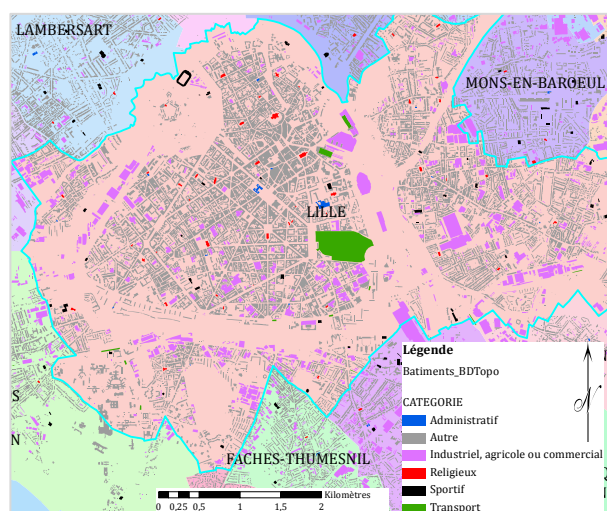 LAMBERSART
MONS-EN-BARŒUL
LILLE
S
N
FACHES-THUMESNIL
Légende
Batiments_BDTopo
CATEGORIE
Administratif
Autre
Industriel, agricole ou commercial
Religieux
Sportif
Transport
N
Kilomètres
0 0,25 0,5 1 1,5 2